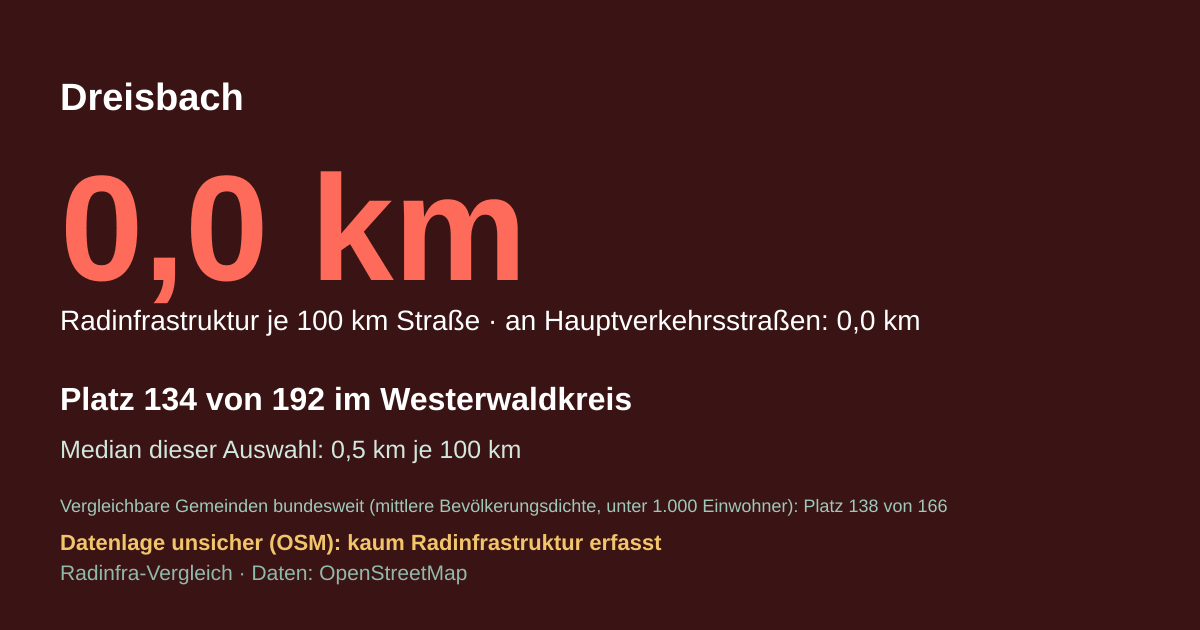 Dreisbach
0,0 km
Radinfrastruktur je 100 km Straße · an Hauptverkehrsstraßen: 0,0 km
Platz 134 von 192 im Westerwaldkreis
Median dieser Auswahl: 0,5 km je 100 km
Vergleichbare Gemeinden bundesweit (mittlere Bevölkerungsdichte, unter 1.000 Einwohner): Platz 138 von 166
Datenlage unsicher (OSM): kaum Radinfrastruktur erfasst
Radinfra-Vergleich · Daten: OpenStreetMap